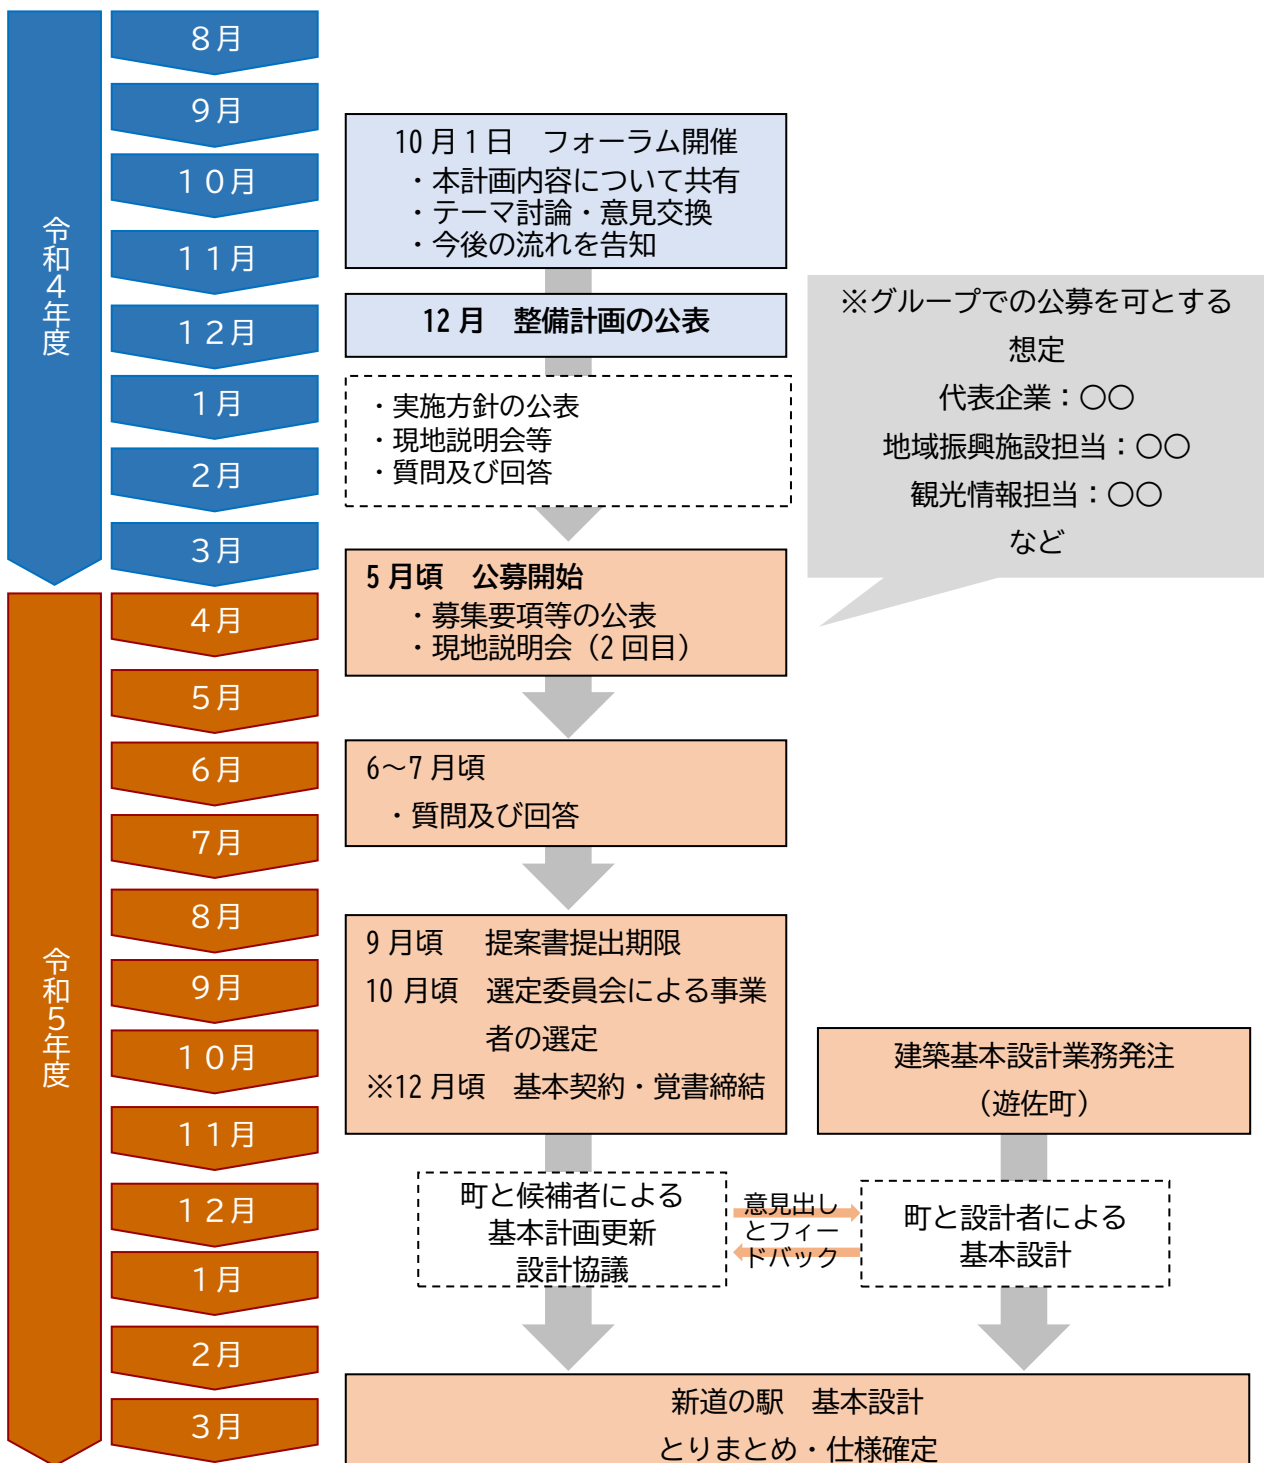 令和４年度
８月
９月
１０月
１１月
１２月
１月
２月
３月
令和５年度
４月
５月
６月
７月
８月
９月
１０月
１１月
１２月
１月
２月
３月
10月1日　フォーラム開催
・本計画内容について共有
・テーマ討論・意見交換
・今後の流れを告知
12月　整備計画の公表
・実施方針の公表
・現地説明会等
・質問及び回答
※グループでの公募を可とする
想定
代表企業：〇〇
地域振興施設担当：〇〇
観光情報担当：〇〇
など
5月頃　公募開始
・募集要項等の公表
・現地説明会（2回目）
6～7月頃
・質問及び回答
9月頃　提案書提出期限
10月頃　選定委員会による事業
者の選定
※12月頃　基本契約・覚書締結
建築基本設計業務発注
（遊佐町）
町と候補者による
基本計画更新
設計協議
意見出し
とフィー
ドバック
町と設計者による
基本設計
新道の駅　基本設計
とりまとめ・仕様確定